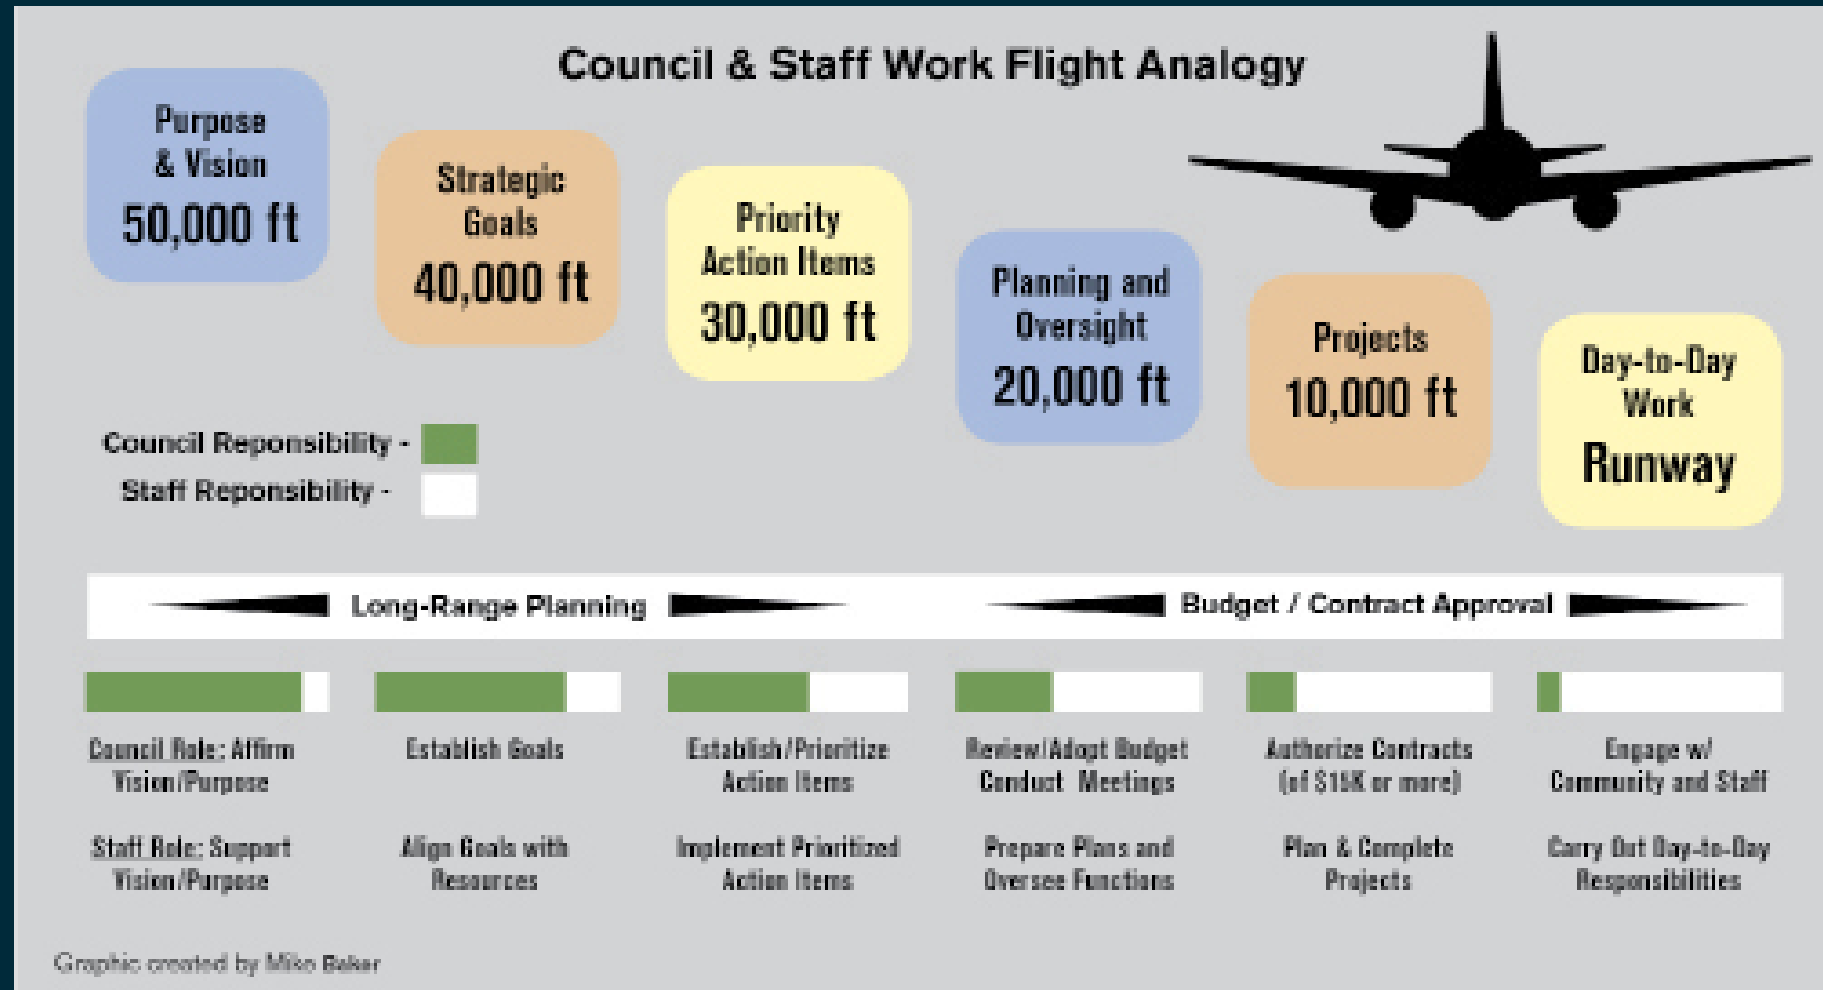 Council & Staff Work Flight Analogy
Purpose
& Vision
50,000 ft
Strategic
Goals
40,000 ft
Priority
Action Items
30,000 ft
Planning and
Oversight
20,000 ft
Projects
10,000 ft
Day-to-Day
Work
Runway
Council Reponsibility -
Staff Reponsibility -
Long-Range Planning
Budget / Contract Approval
Council Role: Affirm
Vision/Purpose
Establish Goals
Establish/Prioritize
Action Items
Review/Adopt Budget
Conduct Meetings
Authorize Contracts
(of $15K or more)
Engage w/
Community and Staff
Staff Role: Support
Vision/Purpose
Align Goals with
Resources
Implement Prioritized
Action Items
Prepare Plans and
Oversee Functions
Plan & Complete
Projects
Carry Out Day-to-Day
Responsibilities
Graphic created by Mike Baker